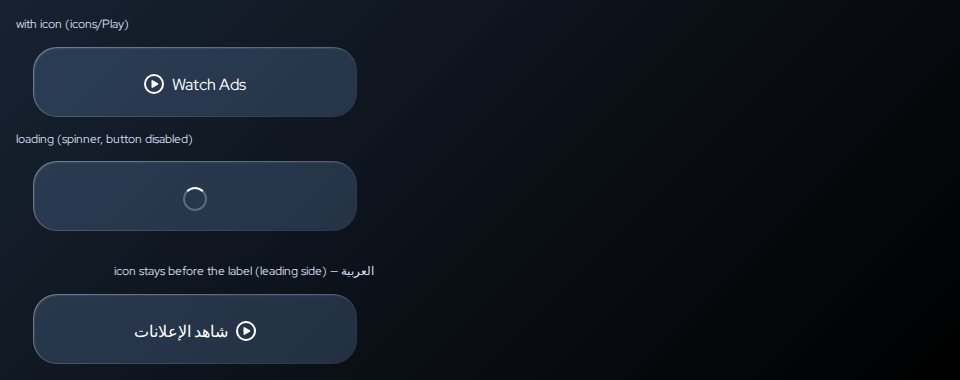 with icon (icons/Play)
Watch Ads
loading (spinner, button disabled)
العربية – icon stays before the label (leading side)
شاهد الإعلانات